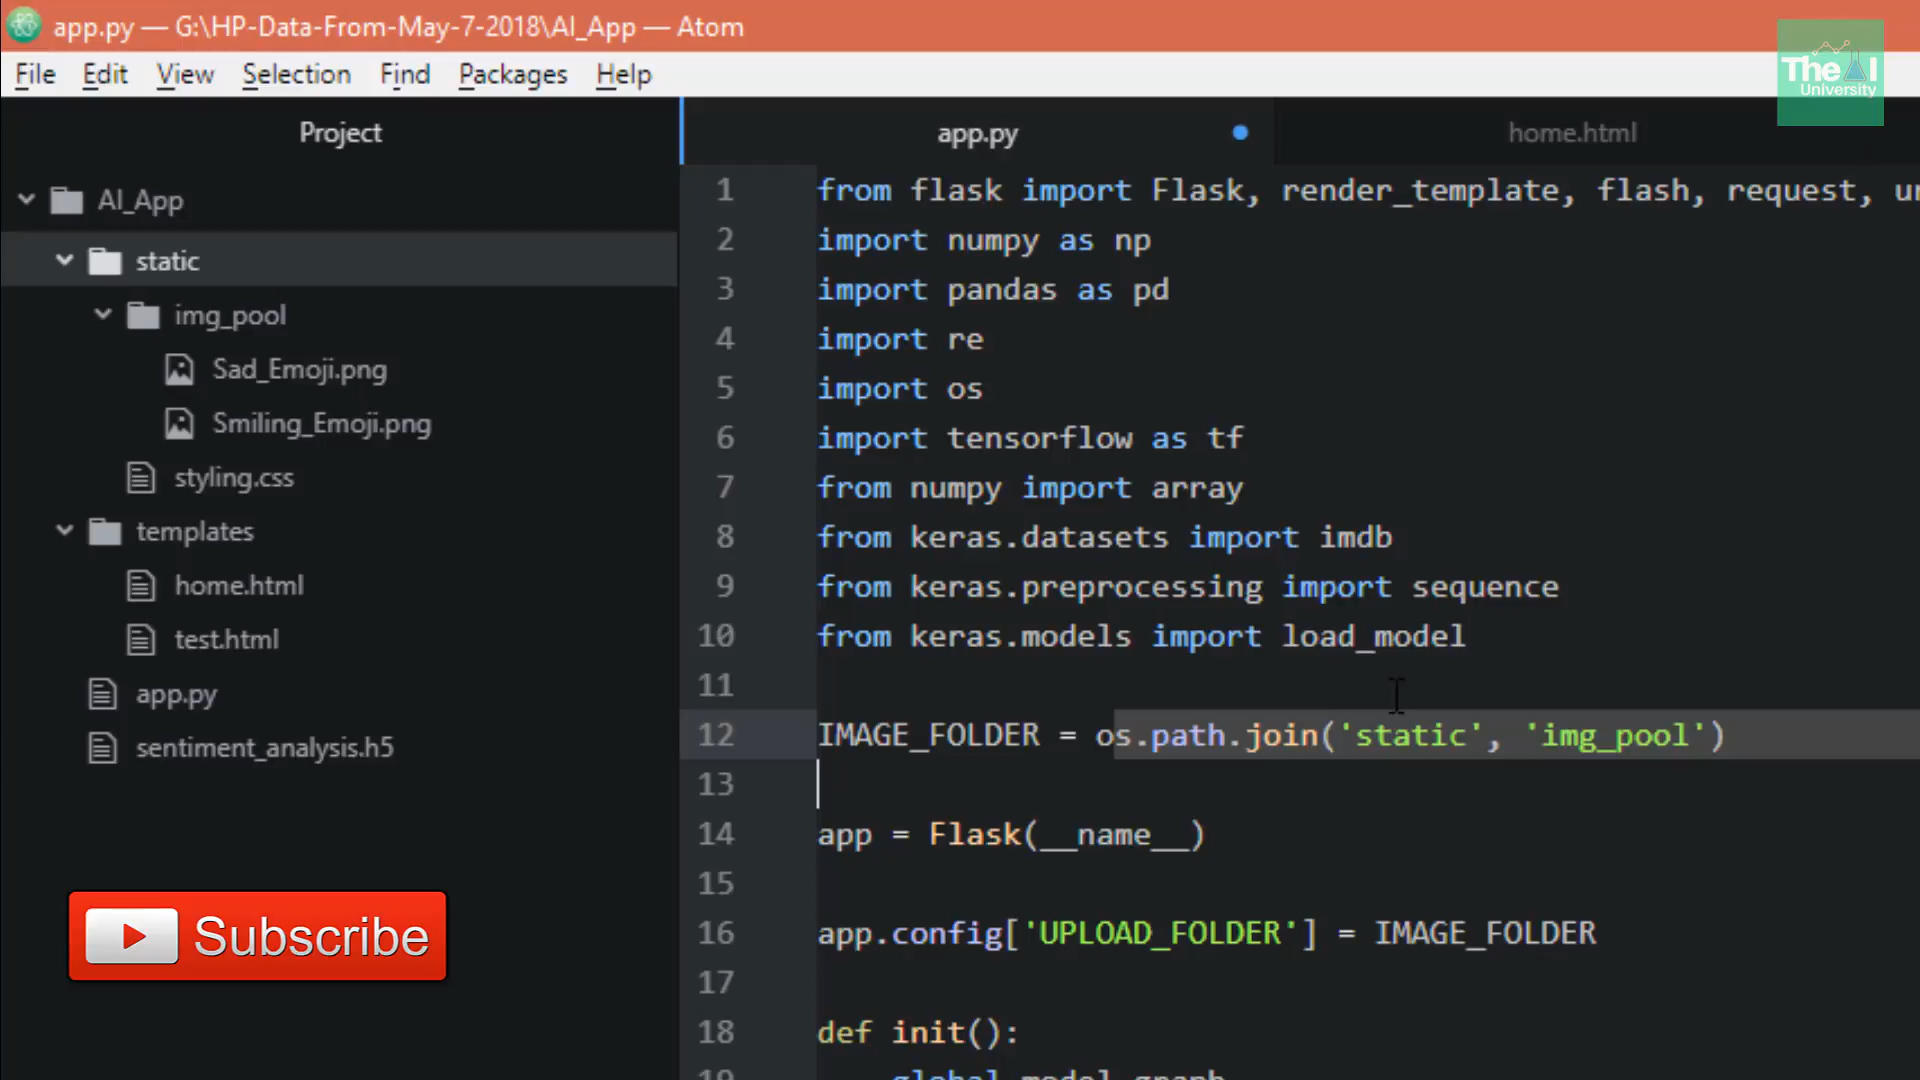 app.py — G:\HP-Data-From-May-7-2018\AI_App — Atom
File Edit View Selection Find Packages Help
The AI
University
Project
AI_App
static
img_pool
Sad_Emoji.png
Smiling_Emoji.png
styling.css
templates
home.html
test.html
app.py
sentiment_analysis.h5
Subscribe
app.py home.html
1 from flask import Flask, render_template, flash, request,
2 import numpy as np
3 import pandas as pd
4 import re
5 import os
6 import tensorflow as tf
7 from numpy import array
8 from keras.datasets import imdb
9 from keras.preprocessing import sequence
10 from keras.models import load_model
11
12 IMAGE_FOLDER = os.path.join('static', 'img_pool')
13
14 app = Flask(__name__)
15
16 app.config['UPLOAD_FOLDER'] = IMAGE_FOLDER
17
18 def init():
19 global model,graph